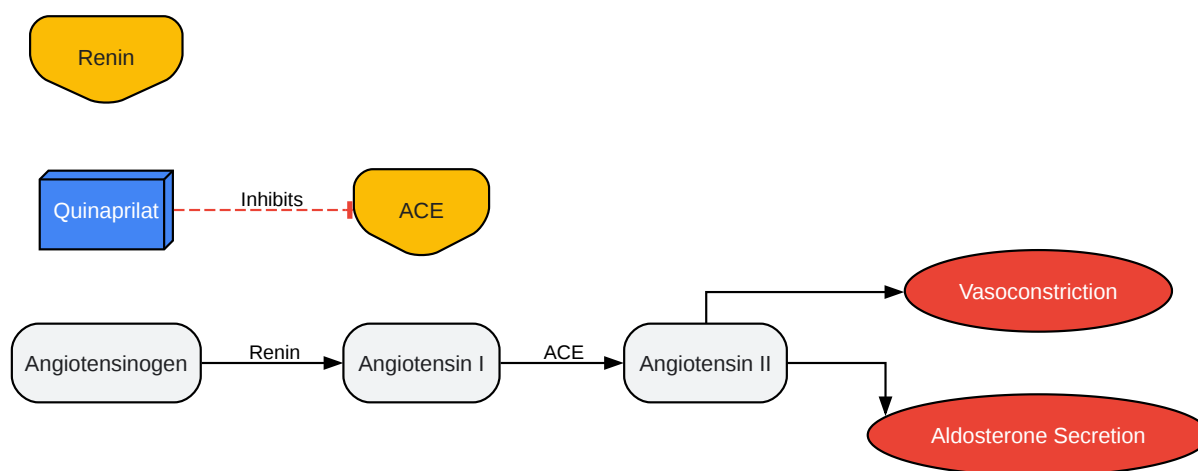 Renin
Quinaprilat
Inhibits
ACE
Vasoconstriction
Angiotensinogen
Renin
Angiotensin I
ACE
Angiotensin II
Aldosterone Secretion